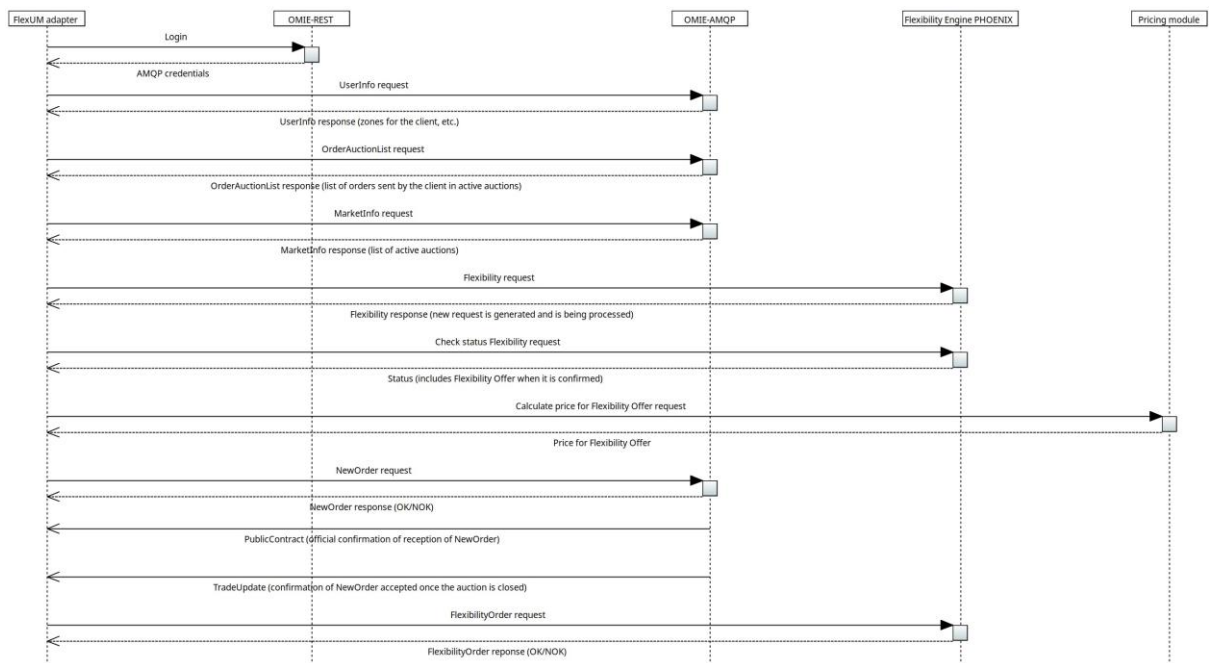 FlexUM adapter
OMIE-REST
OMIE-AMQP
Flexibility Engine PHOENIX
Pricing module
Login
AMQP credentials
UserInfo request
UserInfo response (zones for the client, etc.)
OrderAuctionList request
OrderAuctionList response (list of orders sent by the client in active auctions)
MarketInfo request
MarketInfo response (list of active auctions)
Flexibility request
Flexibility response (new request is generated and is being processed)
Check status Flexibility request
Status (includes Flexibility Offer when it is confirmed)
Calculate price for Flexibility Offer request
Price for Flexibility Offer
NewOrder request
NewOrder response (OK/NOK)
PublicContract (official confirmation of reception of NewOrder)
TradeUpdate (confirmation of NewOrder accepted once the auction is closed)
FlexibilityOrder request
FlexibilityOrder reponse (OK/NOK)